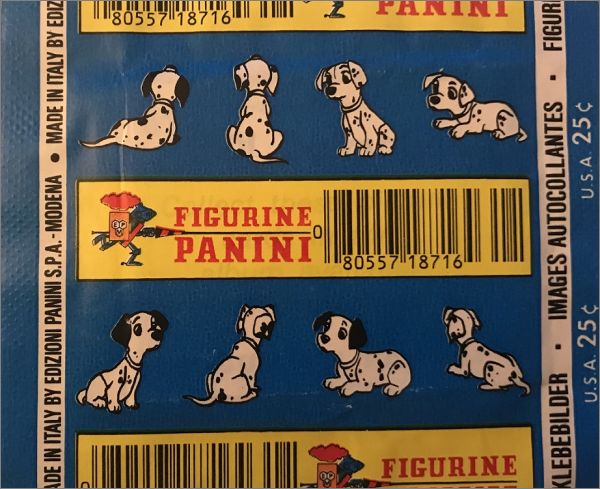 80557 18716
PANINI
MADE IN ITALY BY EDIZIONI PANINI S.P.A. - MODENA • MADE IN ITALY BY EDIZ
FIGURINE
PANINI
0
80557 18716
KLEBEBILDER • IMAGES AUTOCOLLANTES • FIGUR
U.S.A. 25¢
U.S.A. 25¢
FIGURINE